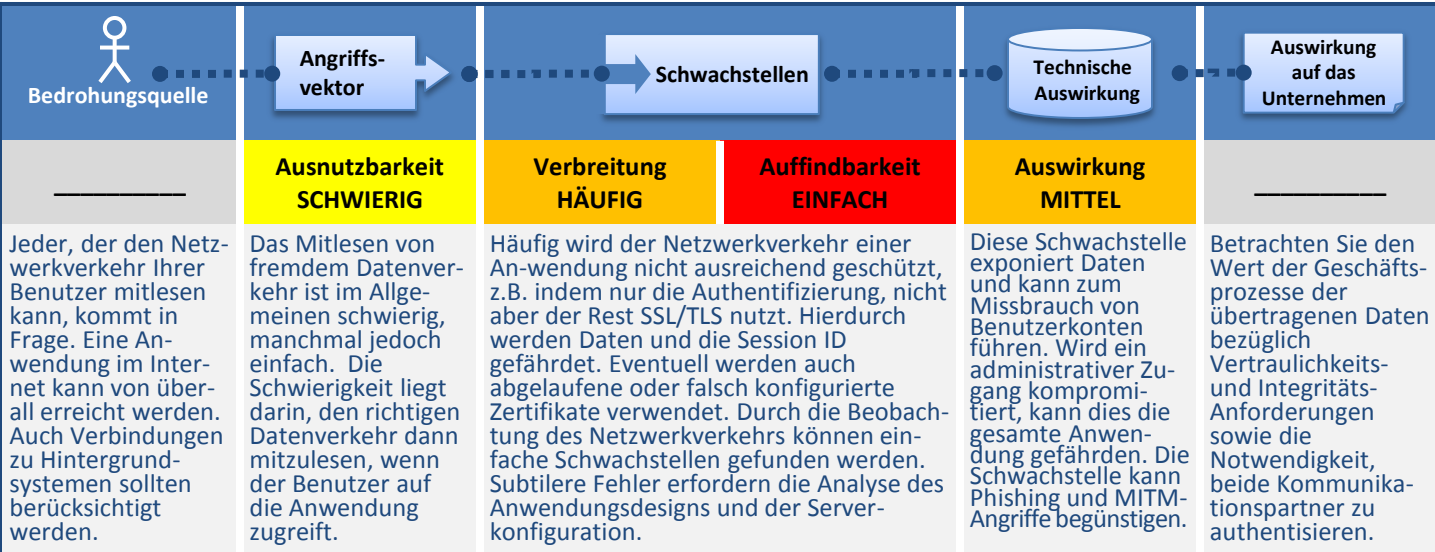 Bedrohungsquelle
Angriffs-
vektor
Schwachstellen
Technische
Auswirkung
Auswirkung
auf das
Unternehmen
__________
Ausnutzbarkeit
SCHWIERIG
Verbreitung
HÄUFIG
Auffindbarkeit
EINFACH
Auswirkung
MITTEL
__________
Jeder, der den Netz-
werkverkehr Ihrer
Benutzer mitlesen
kann, kommt in
Frage. Eine An-
wendung im Inter-
net kann von über-
all erreicht werden.
Auch Verbindungen
zu Hintergrund-
systemen sollten
berücksichtigt
werden.
Das Mitlesen von
fremdem Datenver-
kehr ist im Allge-
meinen schwierig,
manchmal jedoch
einfach. Die
Schwierigkeit liegt
darin, den richtigen
Datenverkehr dann
mitzulesen, wenn
der Benutzer auf
die Anwendung
zugreift.
Häufig wird der Netzwerkverkehr einer
An-wendung nicht ausreichend geschützt,
z.B. indem nur die Authentifizierung, nicht
aber der Rest SSL/TLS nutzt. Hierdurch
werden Daten und die Session ID
gefährdet. Eventuell werden auch
abgelaufene oder falsch konfigurierte
Zertifikate verwendet. Durch die Beobach-
tung des Netzwerkverkehrs können ein-
fache Schwachstellen gefunden werden.
Subtilere Fehler erfordern die Analyse des
Anwendungsdesigns und der Server-
konfiguration.
Diese Schwachstelle
exponiert Daten
und kann zum
Missbrauch von
Benutzerkonten
führen. Wird ein
administrativer Zu-
gang kompromi-
tiert, kann dies die
gesamte Anwen-
dung gefährden. Die
Schwachstelle kann
Phishing und MITM-
Angriffe begünstigen.
Betrachten Sie den
Wert der Geschäfts-
prozesse der
übertragenen Daten
bezüglich
Vertraulichkeits-
und Integritäts-
Anforderungen
sowie die
Notwendigkeit,
beide Kommunika-
tionspartner zu
authentisieren.